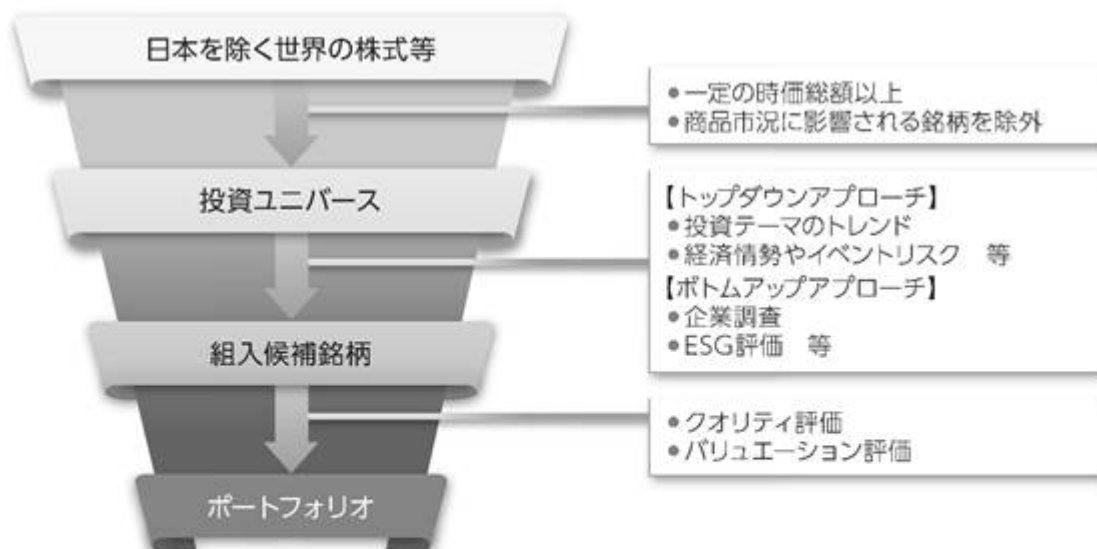 日本を除く世界の株式等
●一定の時価総額以上
●商品市況に影響される銘柄を除外
投資ユニバース
【トップダウンアプローチ】
●投資テーマのトレンド
●経済情勢やイベントリスク　等
【ボトムアップアプローチ】
●企業調査
●ESG評価　等
組入候補銘柄
●クオリティ評価
●バリュエーション評価
ポートフォリオ